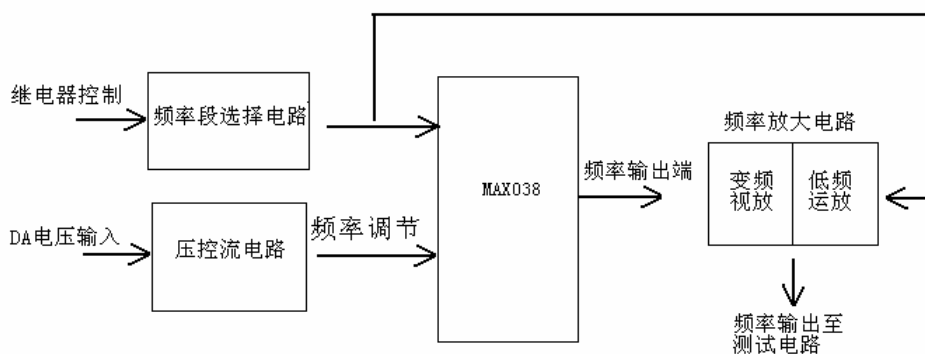 继电器控制
频率段选择电路
DA电压输入
压控流电路
频率调节
MAX038
频率输出端
频率放大电路
变频
视放
低频
运放
频率输出至
测试电路